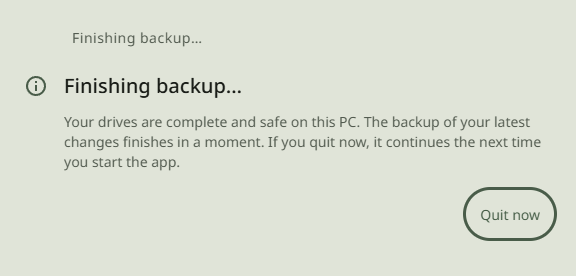 Finishing backup...
Finishing backup...
Your drives are complete and safe on this PC. The backup of your latest
changes finishes in a moment. If you quit now, it continues the next time
you start the app.
Quit now